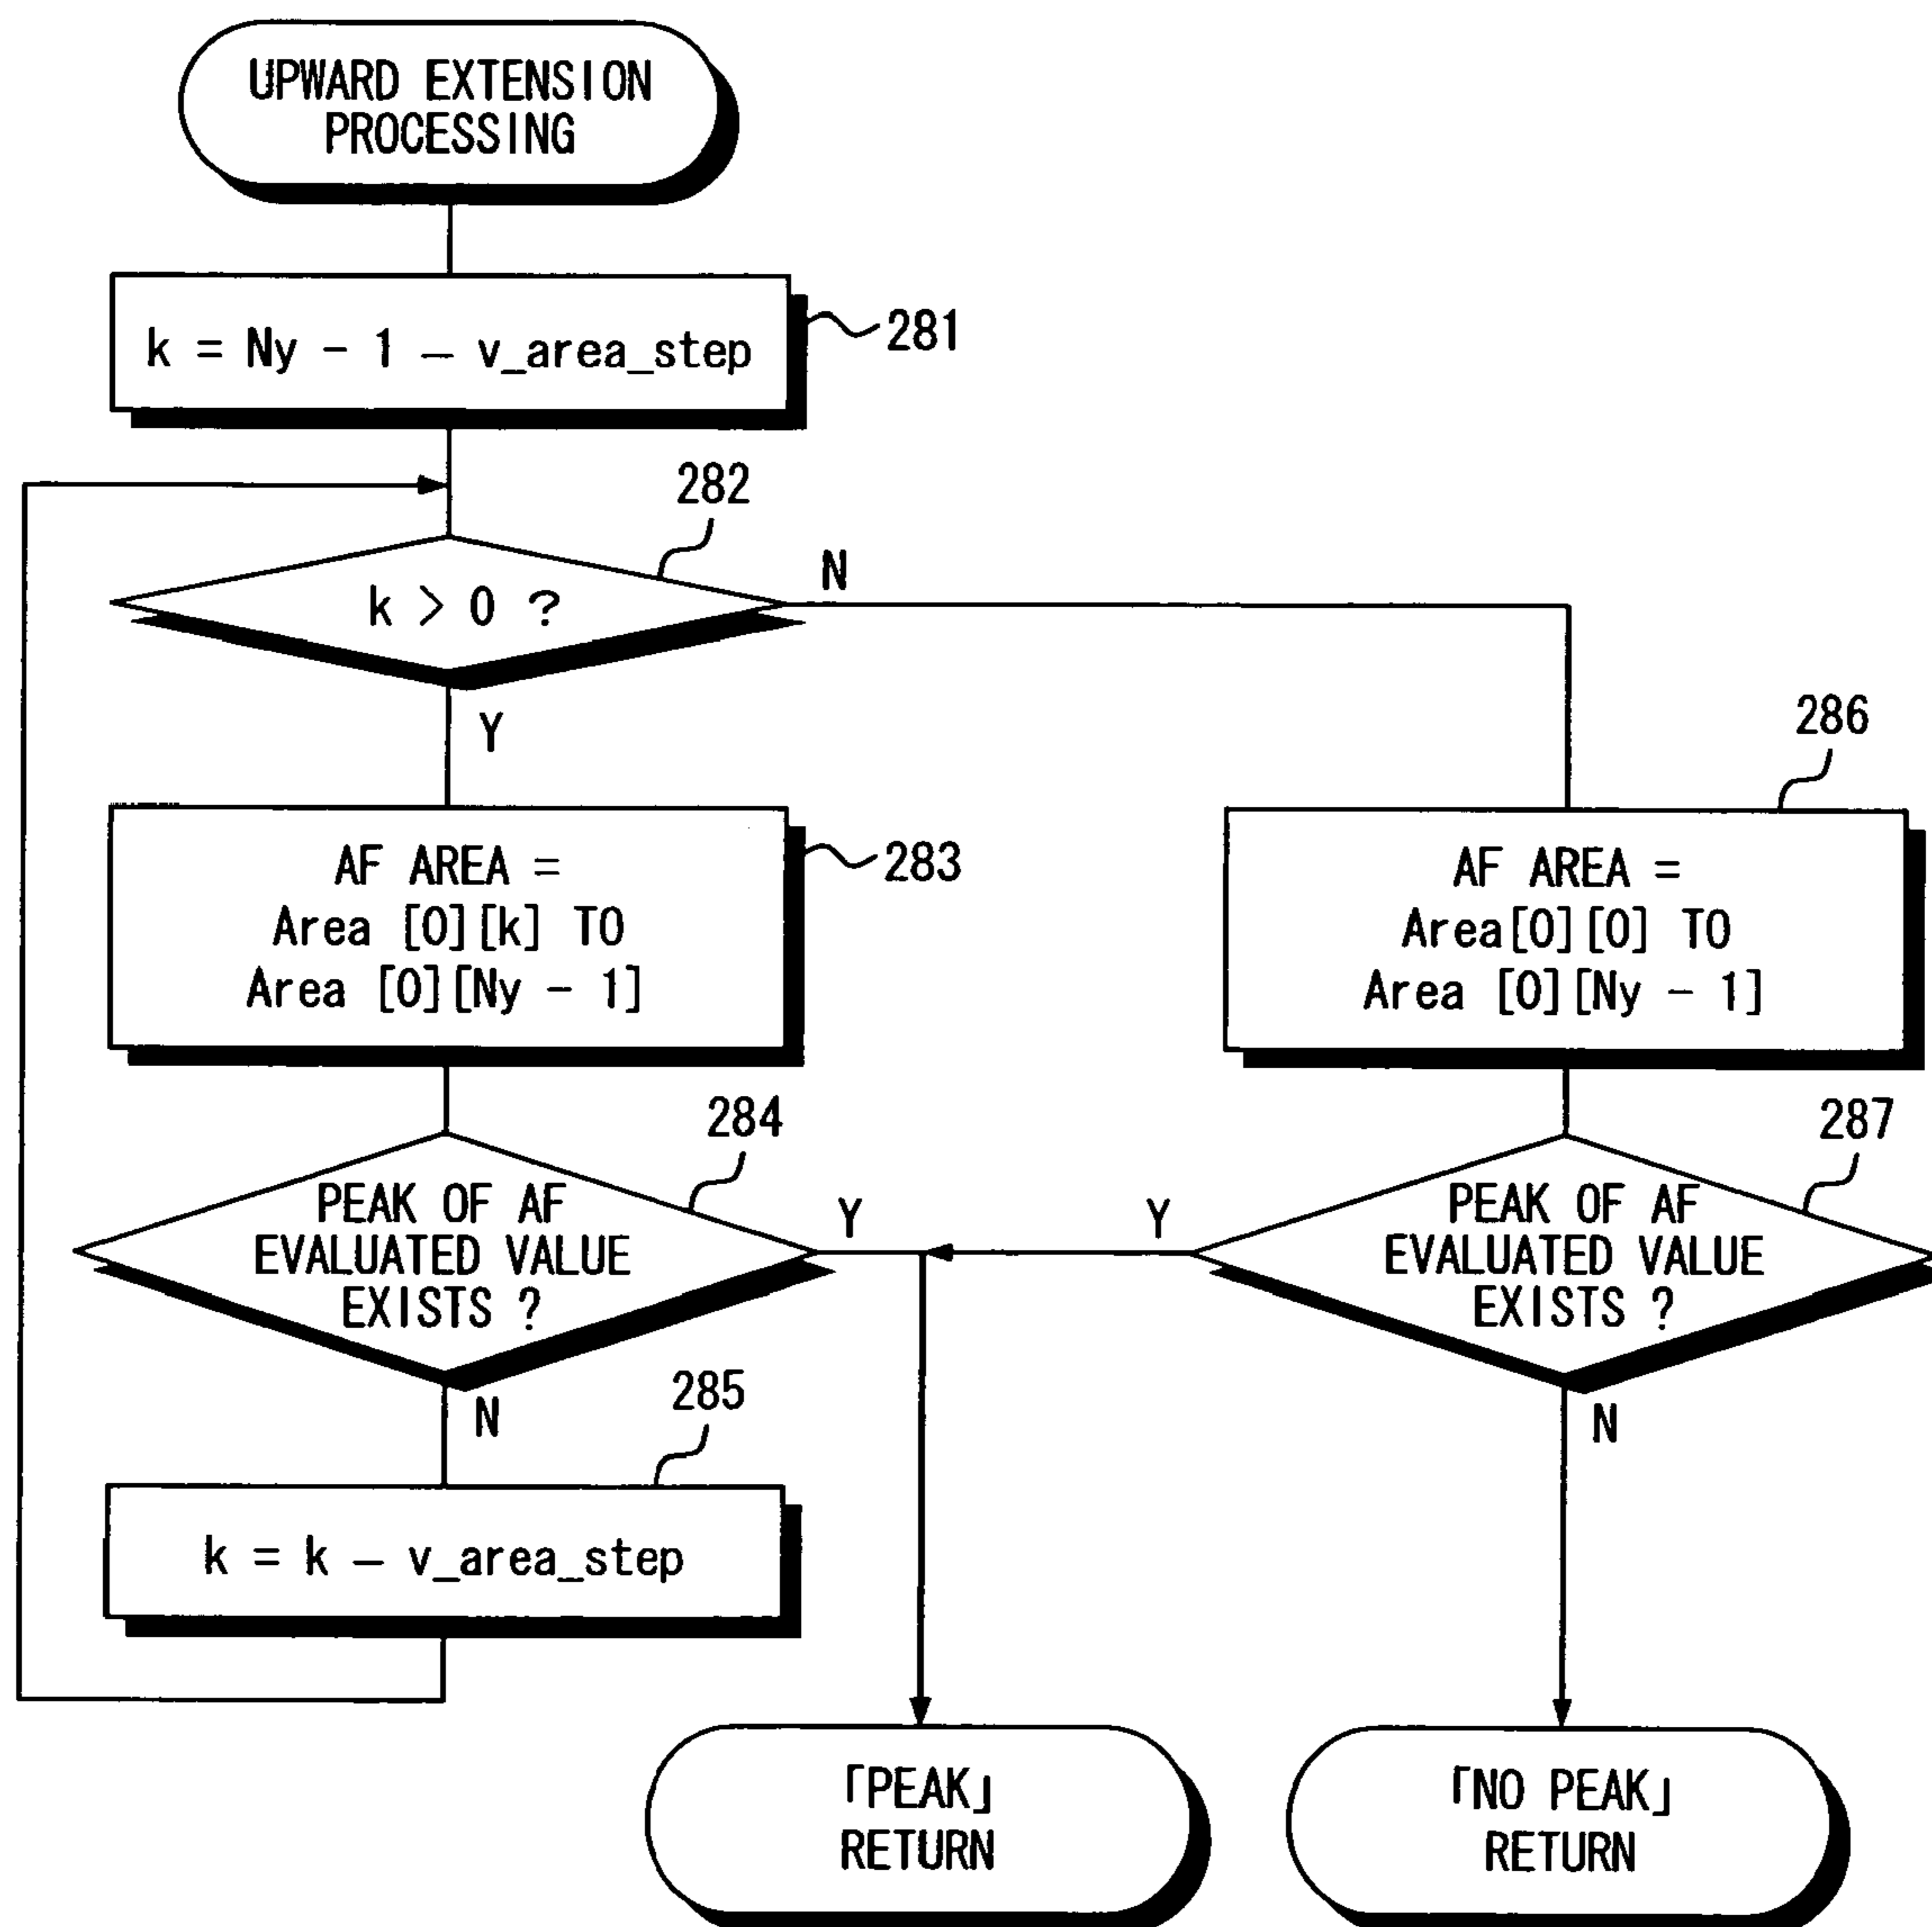 UPWARD EXTENSION
PROCESSING
k = Ny - 1 - v_area_step
281
282
k > 0 ?
N
Y
286
AF AREA =
Area [0][k] TO
Area [0][Ny - 1]
283
AF AREA =
Area[0][0] TO
Area [0][Ny - 1]
284
287
PEAK OF AF
EVALUATED VALUE
EXISTS ?
Y
Y
PEAK OF AF
EVALUATED VALUE
EXISTS ?
285
N
N
k = k - v_area_step
「PEAK」
RETURN
「NO PEAK」
RETURN